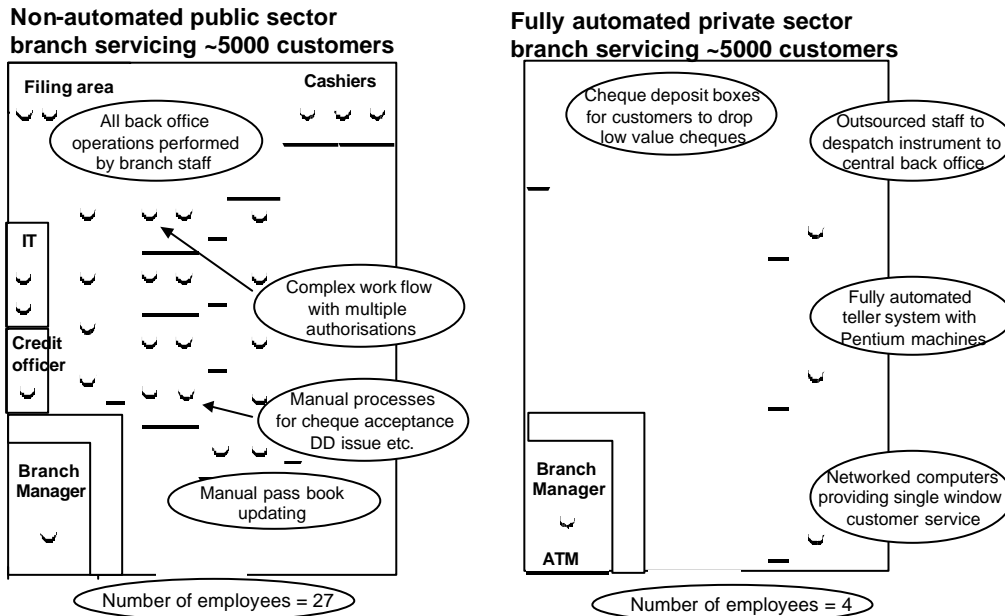 Non-automated public sector
branch servicing ~5000 customers
Filing area
Cashiers
All back office
operations performed
by branch staff
IT
Complex work flow
with multiple
authorisations
Credit
officer
Manual processes
for cheque acceptance
DD issue etc.
Branch
Manager
Manual pass book
updating
Number of employees = 27
Fully automated private sector
branch servicing ~5000 customers
Cheque deposit boxes
for customers to drop
low value cheques
Outsourced staff to
despatch instrument to
central back office
Fully automated
teller system with
Pentium machines
Branch
Manager
Networked computers
providing single window
customer service
ATM
Number of employees = 4